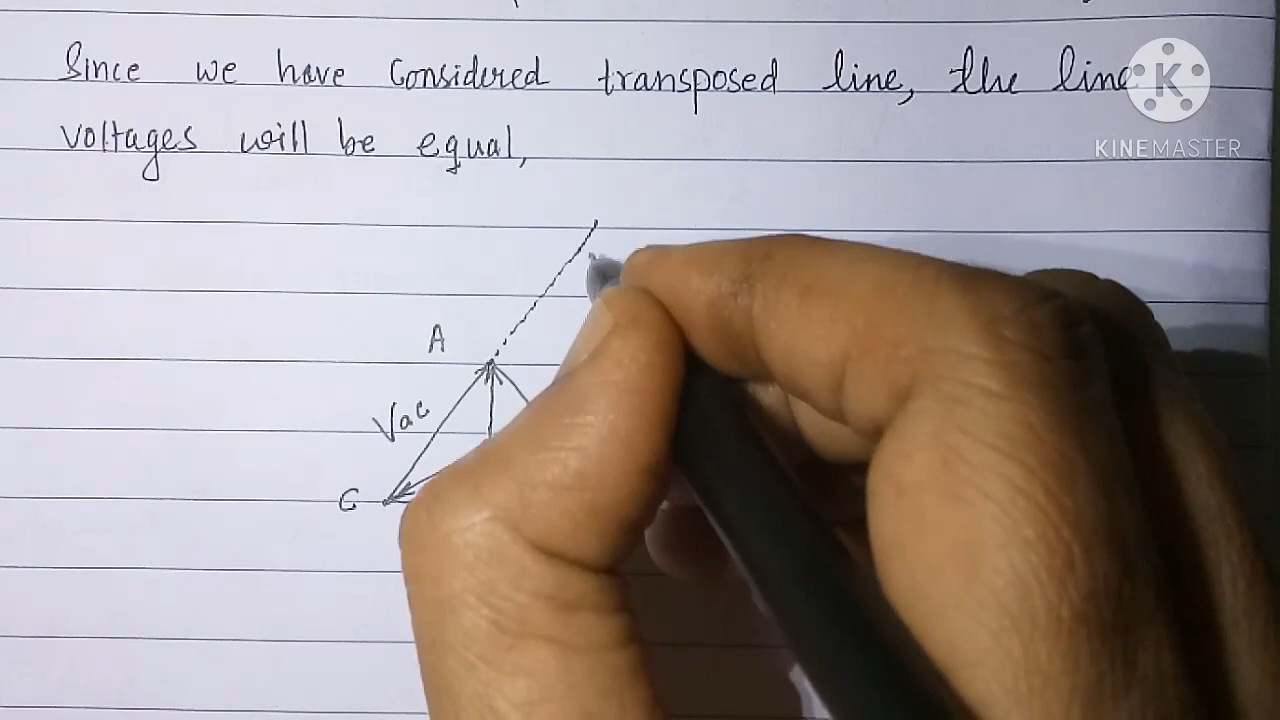 Since we have considered transposed line, the line
voltages will be equal,
K
KINEMASTER
A
Vac
C